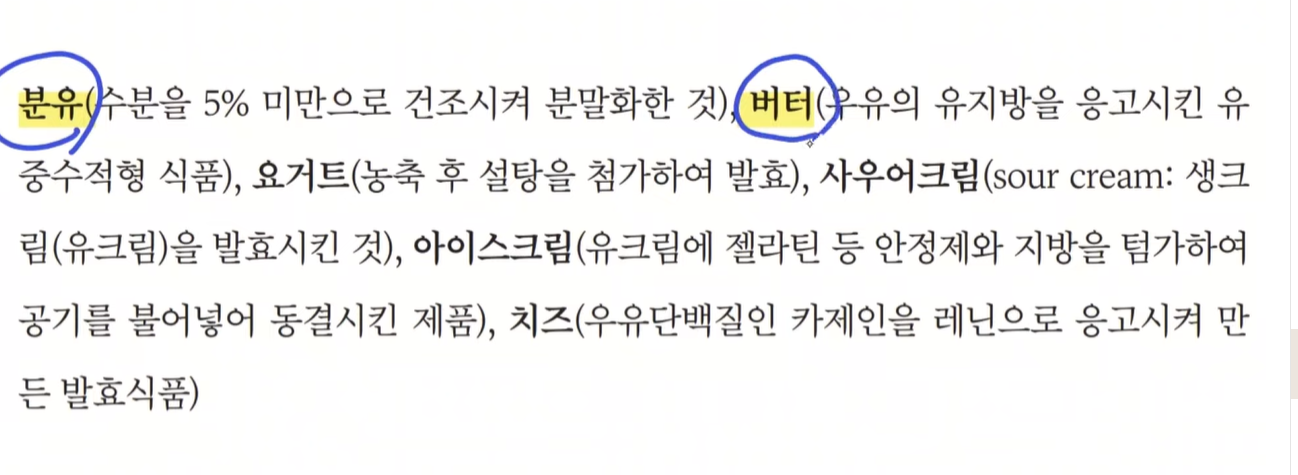 분유(수분을 5% 미만으로 건조시켜 분말화한 것), 버터(우유의 유지방을 응고시킨 유
중수적형 식품), 요거트(농축 후 설탕을 첨가하여 발효), 사우어크림(sour cream: 생크
림(유크림)을 발효시킨 것), 아이스크림(유크림에 젤라틴 등 안정제와 지방을 텀가하여
공기를 불어넣어 동결시킨 제품), 치즈(우유단백질인 카제인을 레닌으로 응고시켜 만
든 발효식품)